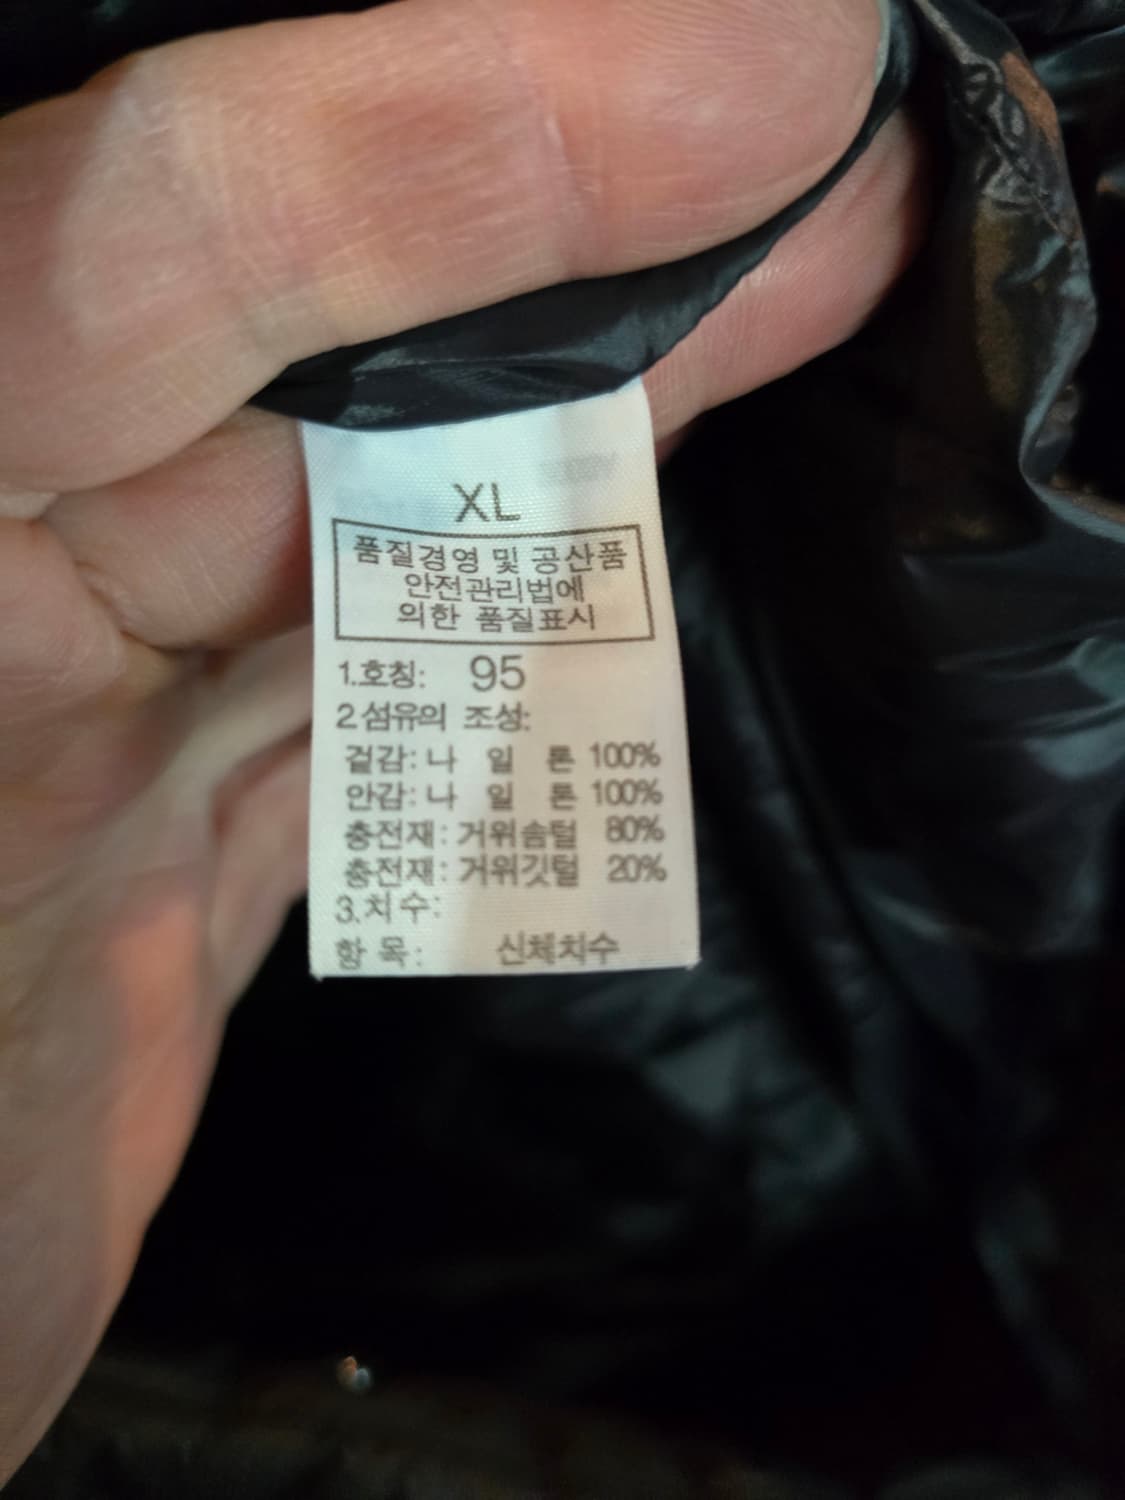 XL
품질경영 및 공산품
안전관리법에
의한 품질표시
1.호칭: 95
2.섬유의 조성:
겉감: 나 일 론 100%
안감: 나 일 론 100%
충전재: 거위솜털 80%
충전재: 거위깃털 20%
3.치수:
항 목: 신체치수